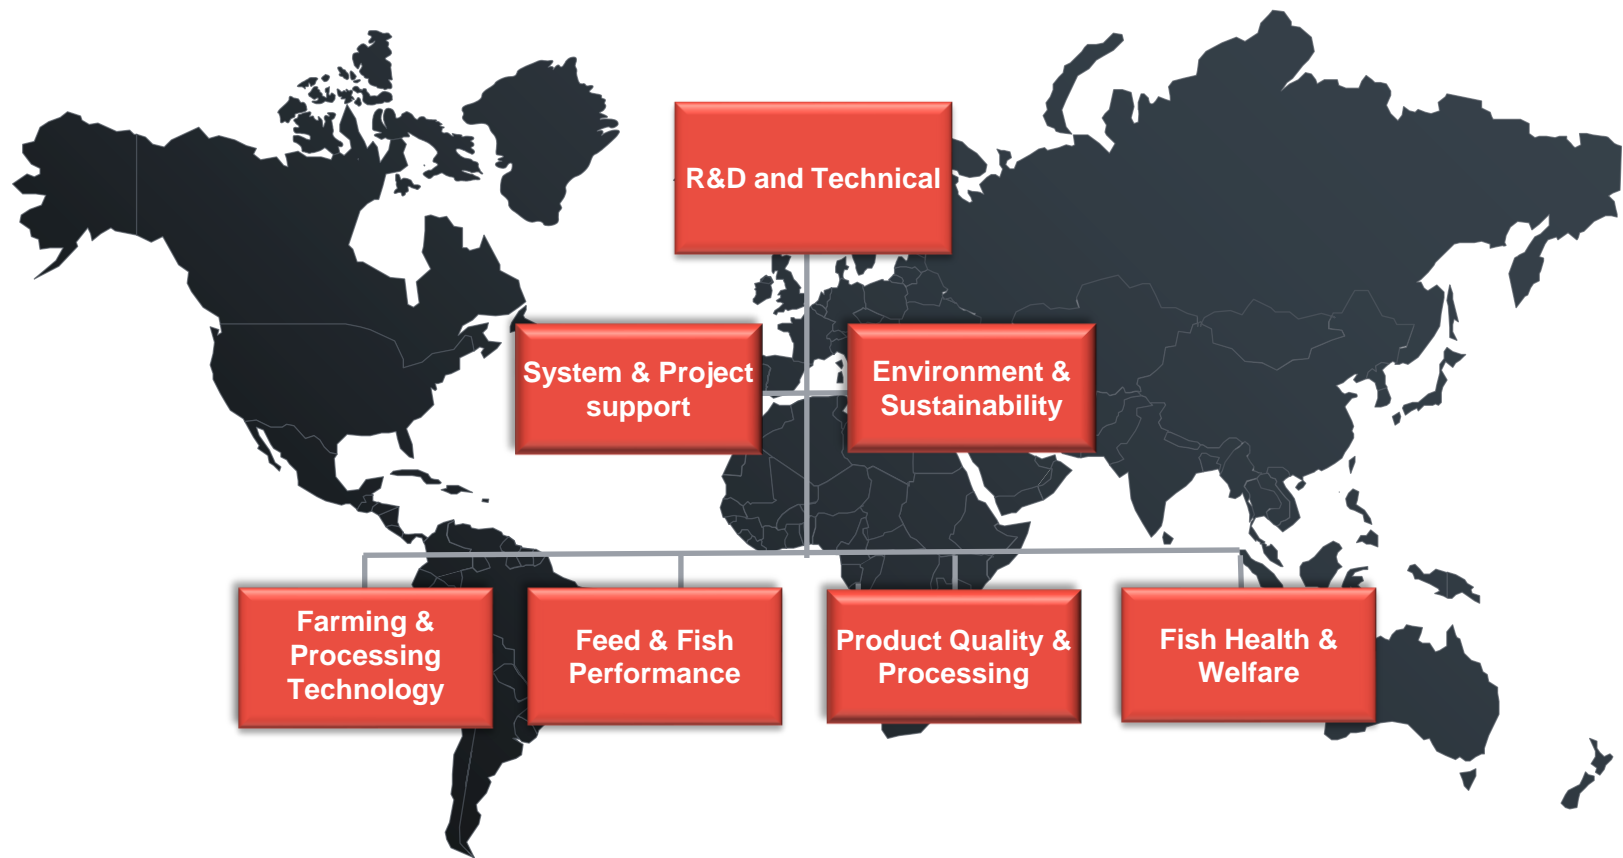 R&D and Technical
System & Project
support
Environment &
Sustainability
Farming &
Processing
Technology
Feed & Fish
Performance
Product Quality &
Processing
Fish Health &
Welfare